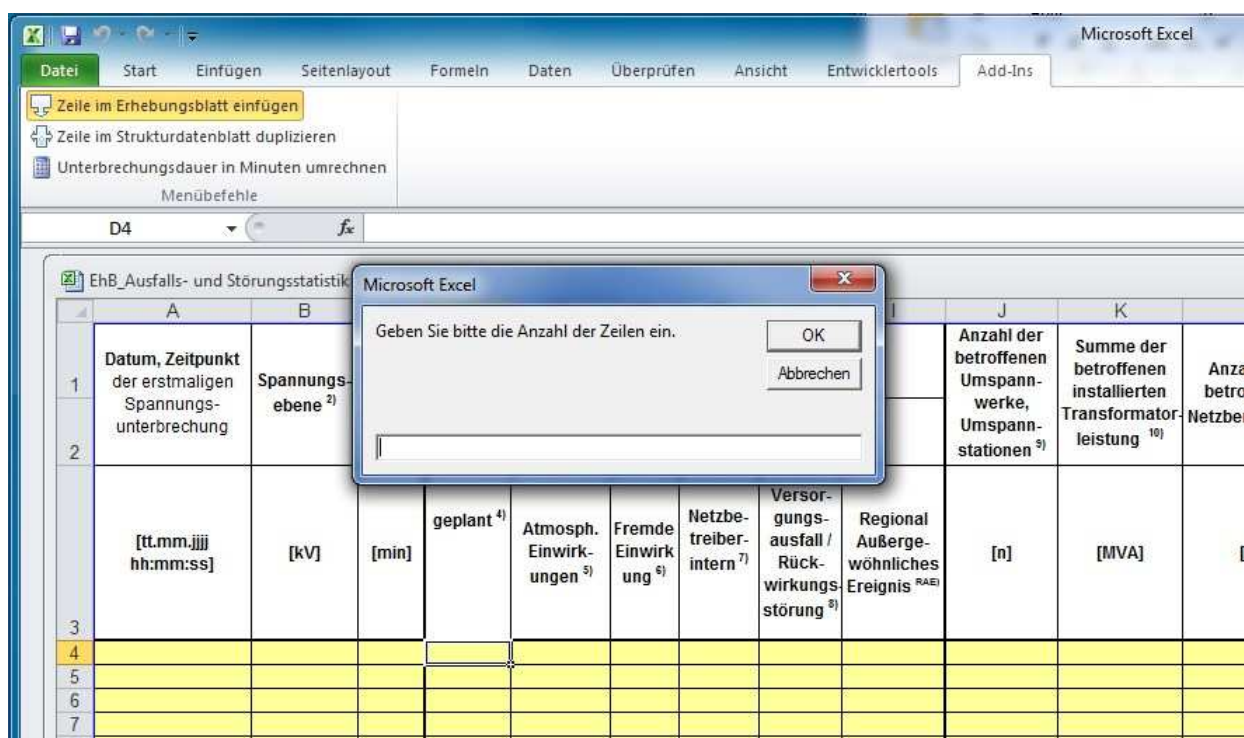 Microsoft Excel
Datei Start Einfügen Seitenlayout Formeln Daten Überprüfen Ansicht Entwicklertools Add-Ins
Zeile im Erhebungsblatt einfügen
Zeile im Strukturdatenblatt duplizieren
Unterbrechungsdauer in Minuten umrechnen
Menübefehle
D4 fx
EhB_Ausfalls- und Störungsstatistik
Microsoft Excel
Geben Sie bitte die Anzahl der Zeilen ein.
OK
Abbrechen
A B I J K
1
2
Datum, Zeitpunkt
der erstmaligen
Spannungs-
unterbrechung
Spannungs-
ebene 2)
Anzahl der
betroffenen
Umspann-
werke,
Umspann-
stationen 9)
Summe der
betroffenen
installierten
Transformator-
leistung 10)
3
[tt.mm.jjjj
hh:mm:ss]
[kV]
[min]
geplant 4)
Atmosph.
Einwirk-
ungen 5)
Fremde
Einwirk
ung 6)
Netzbe-
treiber-
intern 7)
Versor-
gungs-
ausfall /
Rück-
wirkungs-
störung 8)
Regional
Außerge-
wöhnliches
Ereignis RAE)
[n]
[MVA]
4
5
6
7